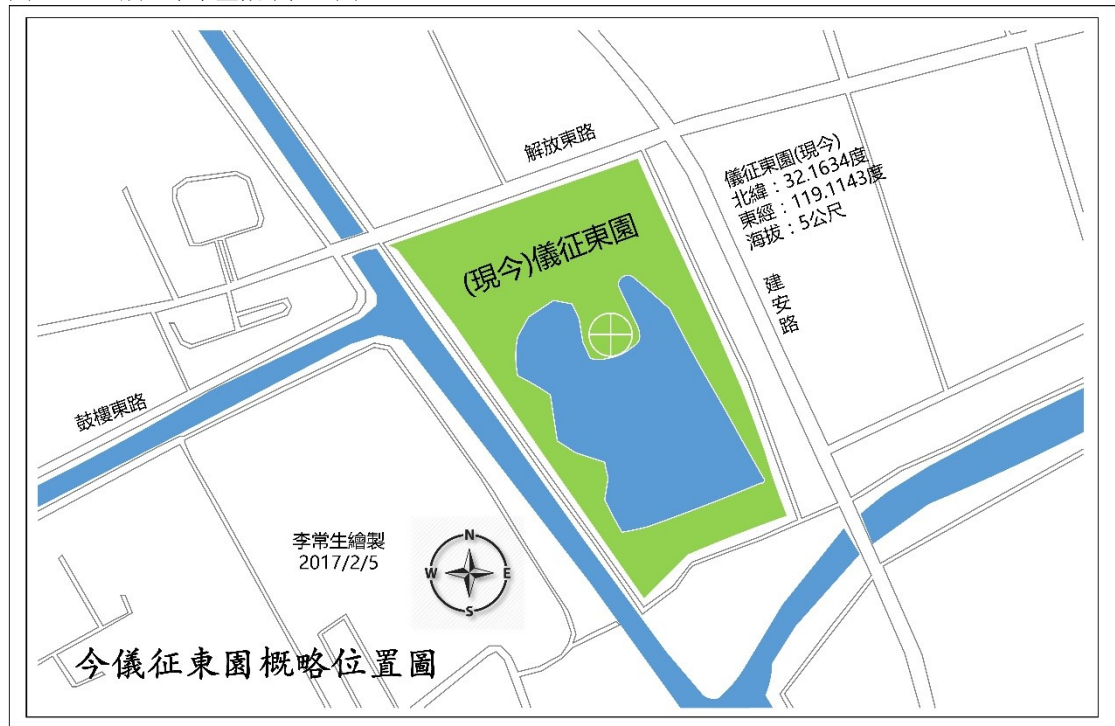 解放東路
儀征東園(現今)
北緯：32.1634度
東經：119.1143度
海拔：5公尺
(現今)儀征東園
建安路
鼓樓東路
李常生繪製
2017/2/5
N
W
E
S
今儀征東園概略位置圖